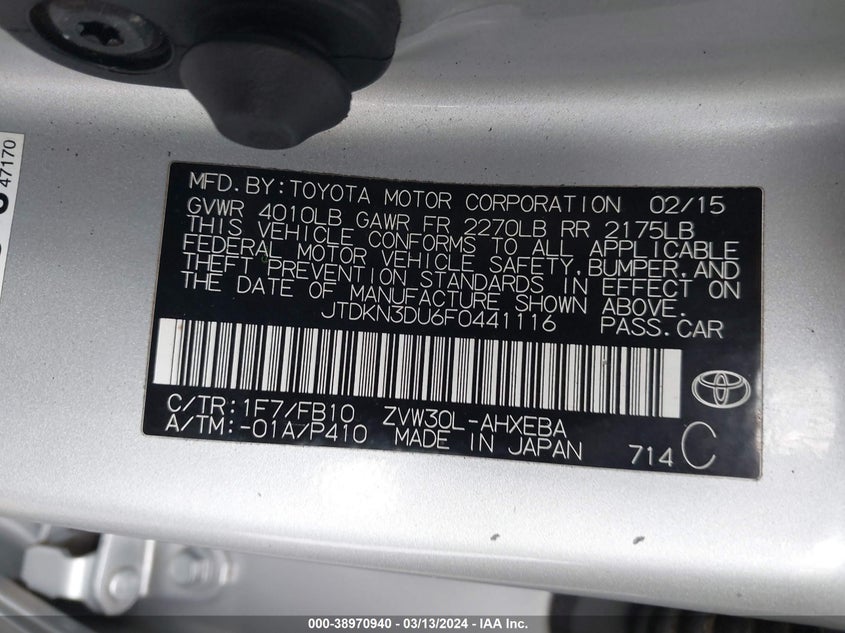 47170
MFD.BY:TOYOTA MOTOR CORPORATION 02/15
GVWR 4010LB GAWR FR 2270LB RR 2175LB
THIS VEHICLE CONFORMS TO ALL APPLICABLE
FEDERAL MOTOR VEHICLE SAFETY,BUMPER,AND
THEFT PREVENTION STANDARDS IN EFFECT ON
THE DATE OF MANUFACTURE SHOWN ABOVE.
JTDKN3DU6F0441116 PASS.CAR
C/TR:1F7/FB10 ZVW30L-AHXEBA
A/TM:-01A/P410 MADE IN JAPAN 714 C
000-38970940 - 03/13/2024 - IAA Inc.